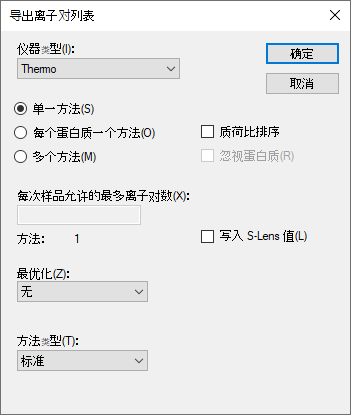 导出离子对列表
仪器类型(I):
Thermo
确定
取消
单一方法(S)
每个蛋白质一个方法(O)
质荷比排序
多个方法(M)
忽视蛋白质(R)
每次样品允许的最多离子对数(X):
方法: 1
写入 S-Lens 值(L)
最优化(Z):
无
方法类型(T):
标准